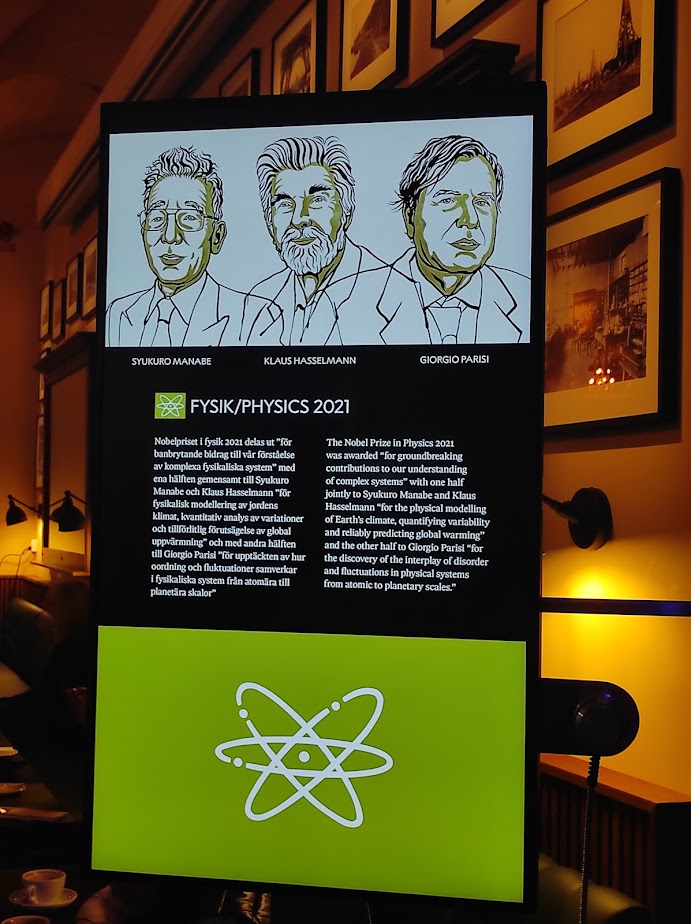 SYUKURO MANABE
KLAUS HASSELMANN
GIORGIO PARISI
FYSIK/PHYSICS 2021
Nobelpriset i fysik 2021 delas ut ”för
banbrytande bidrag till vår förståelse
av komplexa fysikaliska system” med
ena hälften gemensamt till Syukuro
Manabe och Klaus Hasselmann ”för
fysikalisk modellering av jordens
klimat, kvantitativ analys av variationer
och tillförlitlig förutsägelse av global
uppvärmning” och med andra hälften
till Giorgio Parisi ”för upptäckten av hur
oordning och fluktuationer samverkar
i fysikaliska system från atomära till
planetära skalor”
The Nobel Prize in Physics 2021
was awarded “for groundbreaking
contributions to our understanding
of complex systems” with one half
jointly to Syukuro Manabe and Klaus
Hasselmann “for the physical modelling
of Earth’s climate, quantifying variability
and reliably predicting global warming”
and the other half to Giorgio Parisi “for
the discovery of the interplay of disorder
and fluctuations in physical systems
from atomic to planetary scales.”